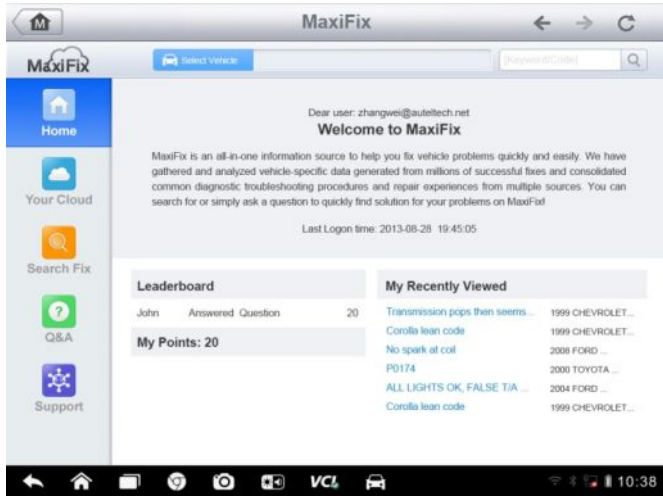 MaxiFix
MaxiFix
Select Vehicle
[Keyword/Code]
Home
Your Cloud
Search Fix
Q&A
Support
Dear user: zhangwei@auteltech.net
Welcome to MaxiFix
MaxiFix is an all-in-one information source to help you fix vehicle problems quickly and easily. We have
gathered and analyzed vehicle-specific data generated from millions of successful fixes and consolidated
common diagnostic troubleshooting procedures and repair experiences from multiple sources. You can
search for or simply ask a question to quickly find solution for your problems on MaxiFix!
Last Logon time: 2013-08-28 19:45:05
Leaderboard
John Answered Question 20
My Points: 20
My Recently Viewed
Transmission pops then seems... 1999 CHEVROLET...
Corolla lean code 1999 CHEVROLET...
No spark at coil 2008 FORD ...
P0174 2000 TOYOTA ...
ALL LIGHTS OK, FALSE T/A ... 2004 FORD ...
Corolla lean code 1999 CHEVROLET...
VCI 10:38